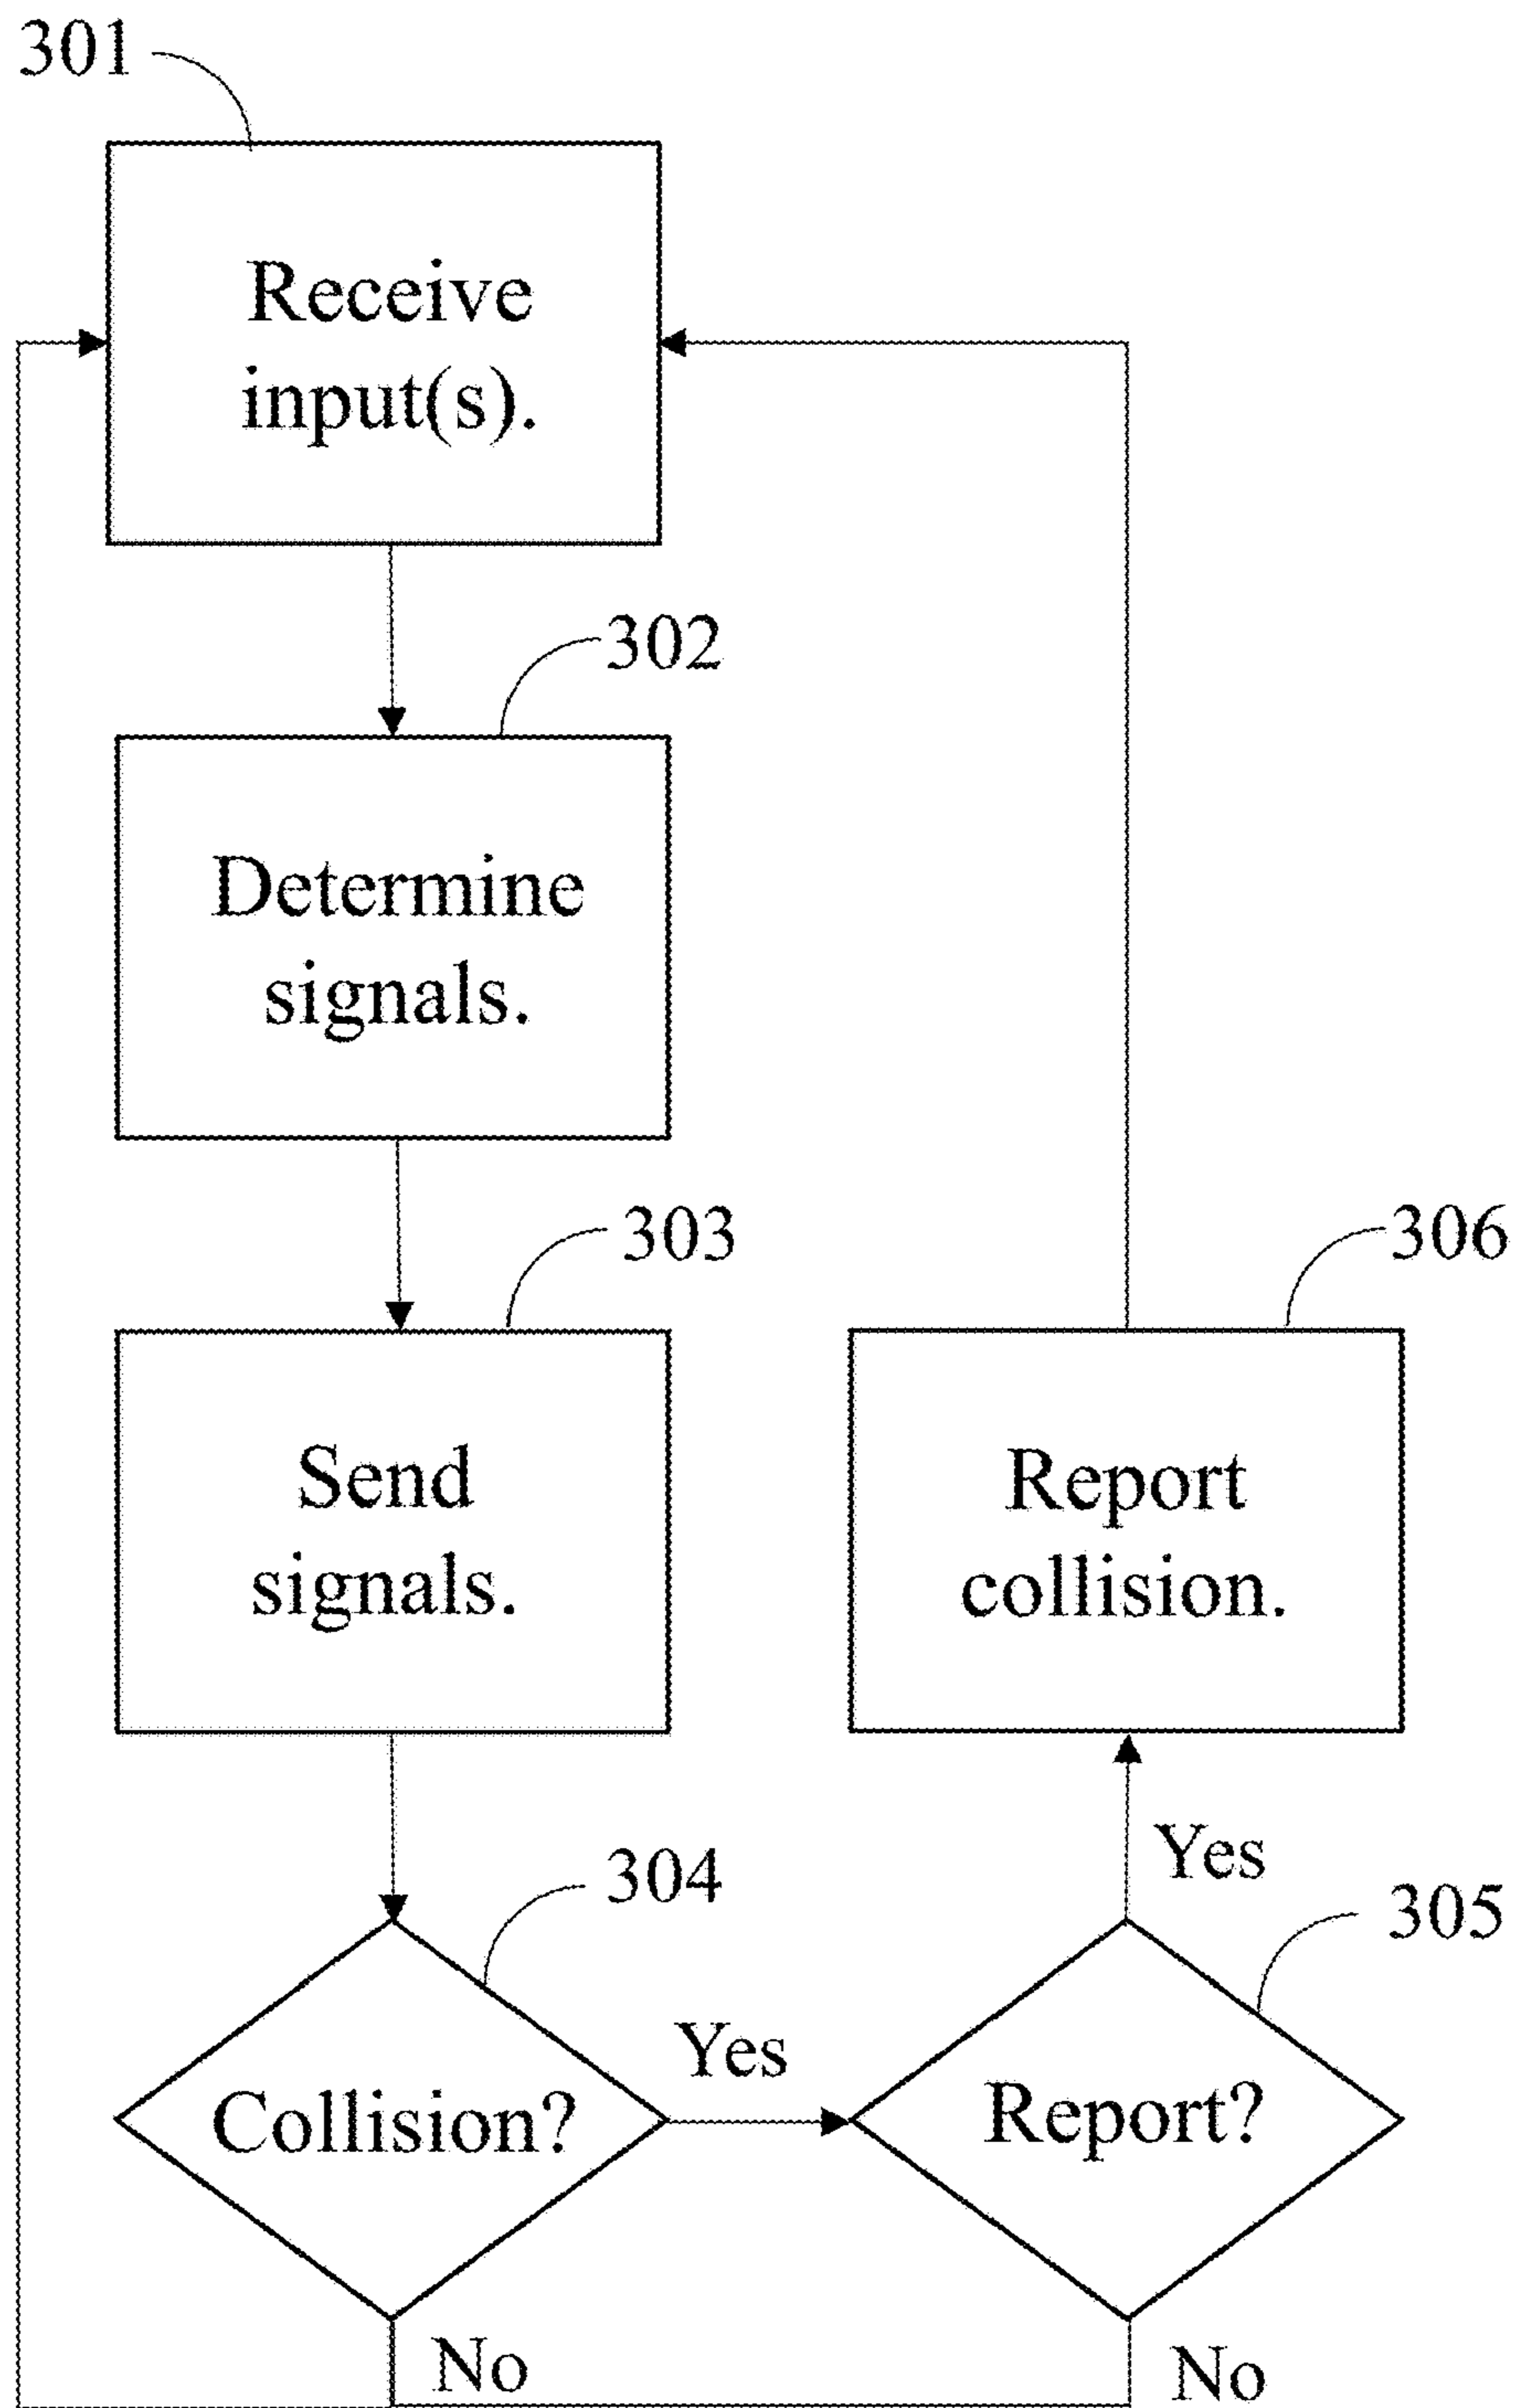 301
Receive
input(s).
302
Determine
signals.
303
Send
signals.
306
Report
collision.
304
Collision?
Yes
No
305
Report?
Yes
No